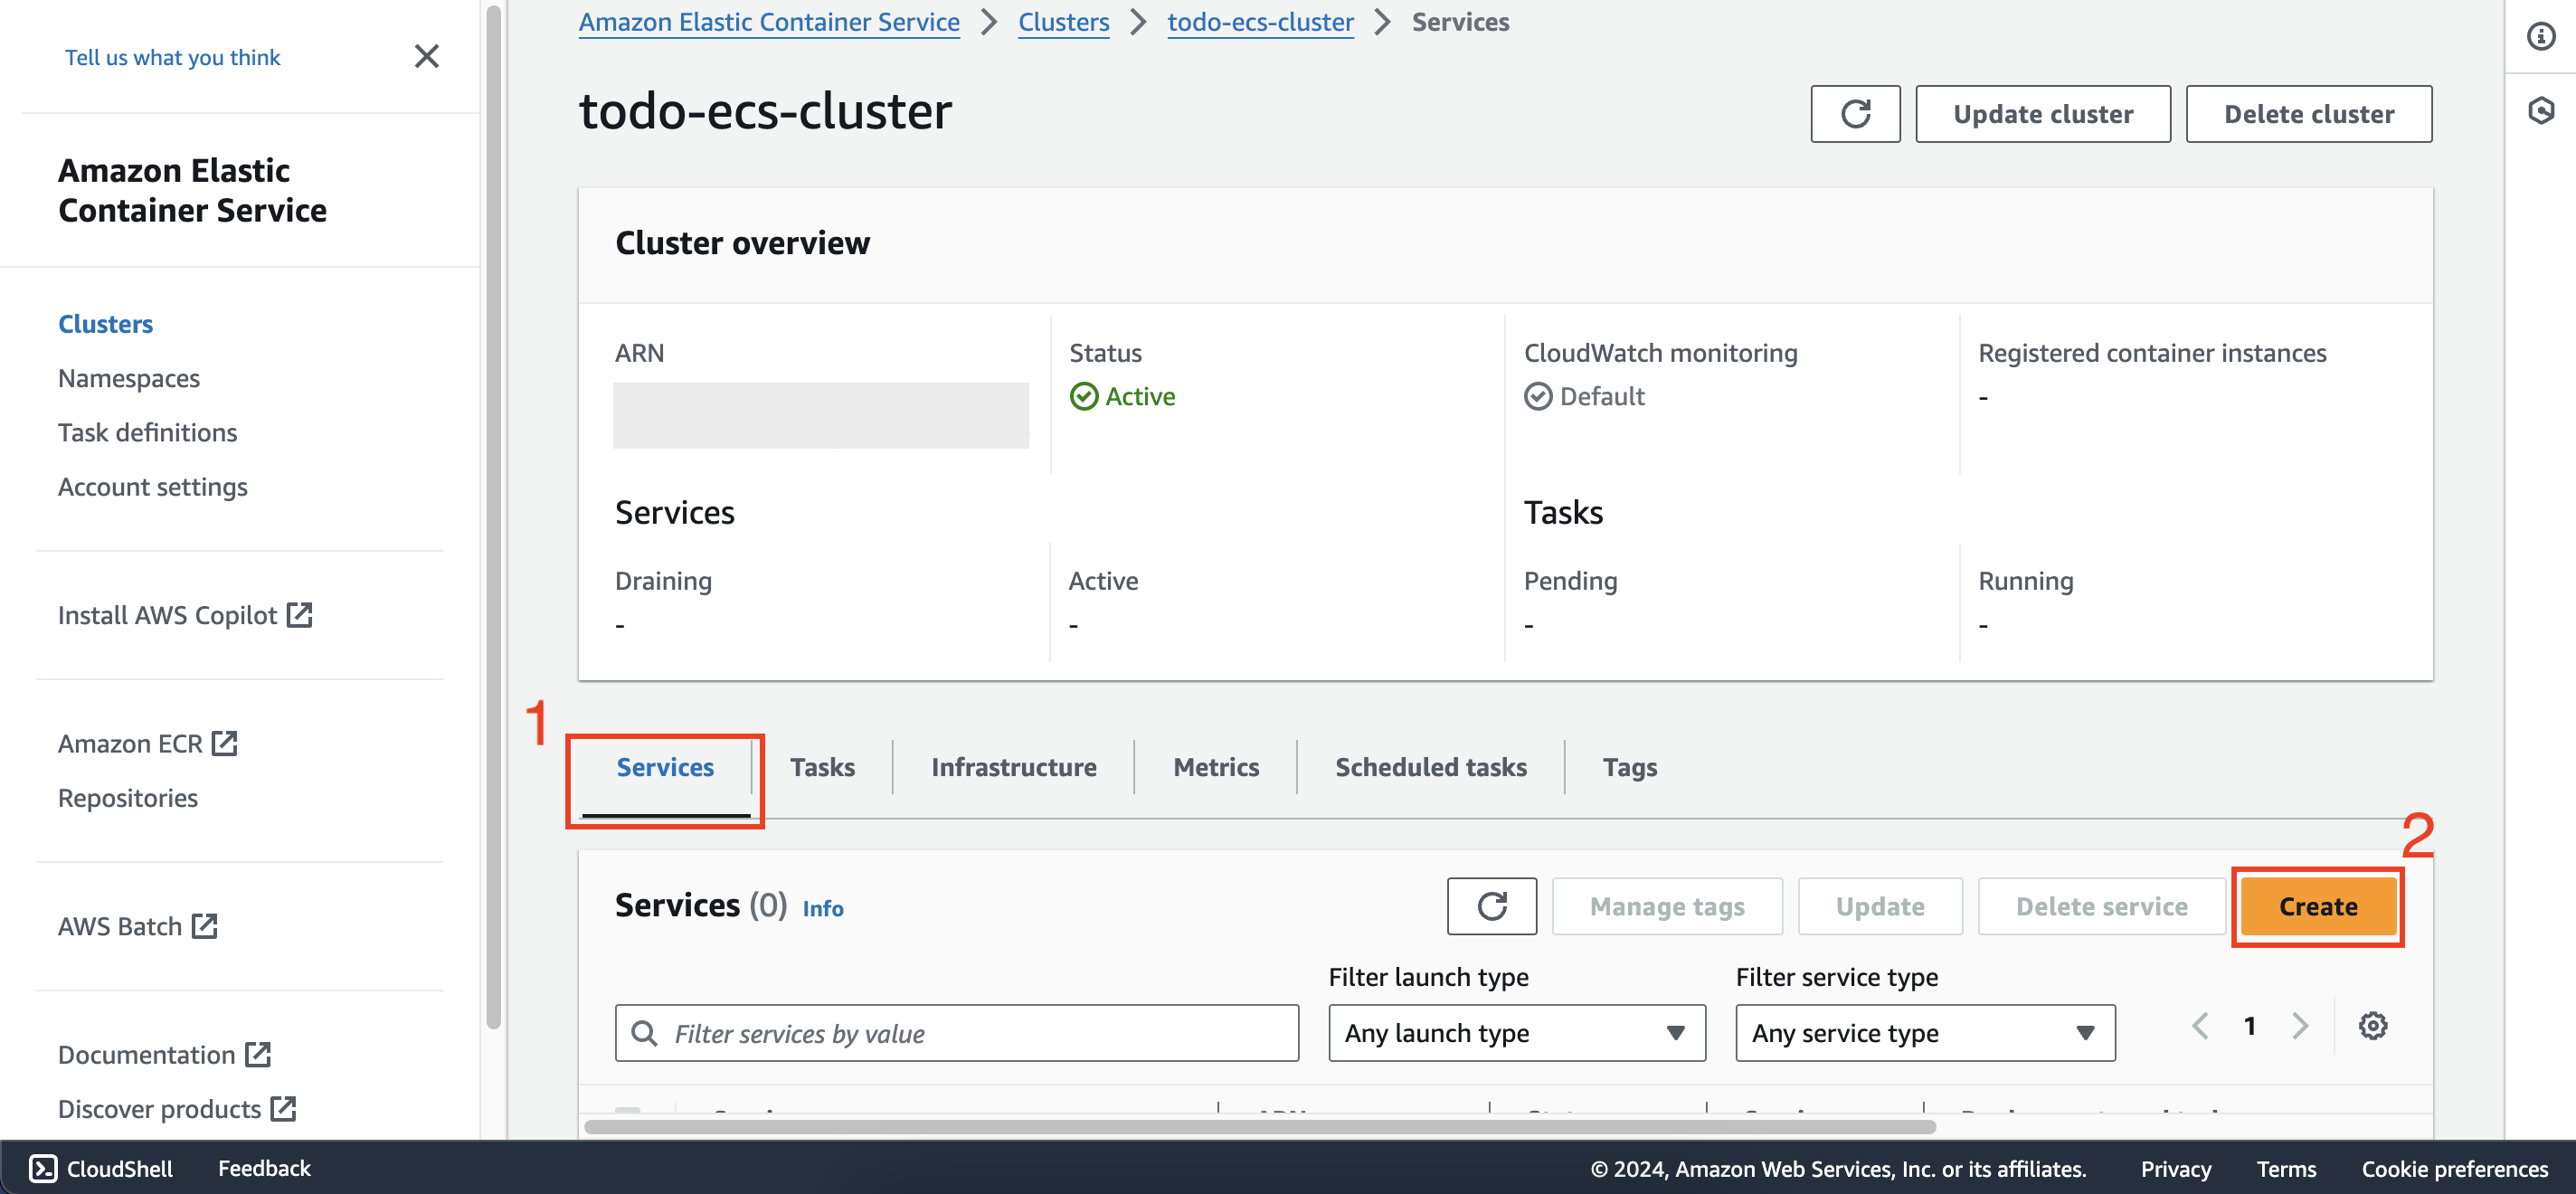 Tell us what you think
Amazon Elastic
Container Service
Clusters
Namespaces
Task definitions
Account settings
Install AWS Copilot
Amazon ECR
Repositories
AWS Batch
Documentation
Discover products
Amazon Elastic Container Service > Clusters > todo-ecs-cluster > Services
todo-ecs-cluster
Update cluster
Delete cluster
Cluster overview
ARN
Status
Active
CloudWatch monitoring
Default
Registered container instances
-
Services
Tasks
Draining
-
Active
-
Pending
-
Running
-
1
Services
Tasks
Infrastructure
Metrics
Scheduled tasks
Tags
2
Services (0) Info
Manage tags
Update
Delete service
Create
Filter launch type
Filter service type
Filter services by value
Any launch type
Any service type
1
CloudShell
Feedback
© 2024, Amazon Web Services, Inc. or its affiliates.
Privacy
Terms
Cookie preferences